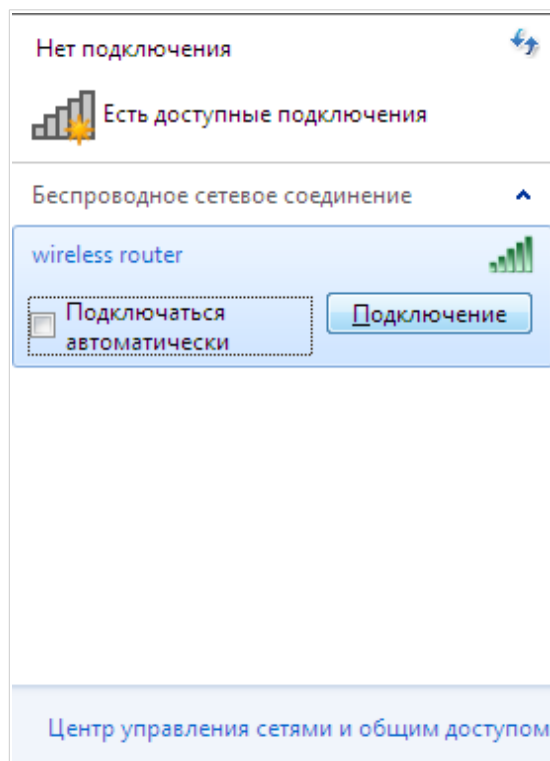 Нет подключения
Есть доступные подключения
Беспроводное сетевое соединение
wireless router
Подключаться
автоматически
Подключение
Центр управления сетями и общим доступом